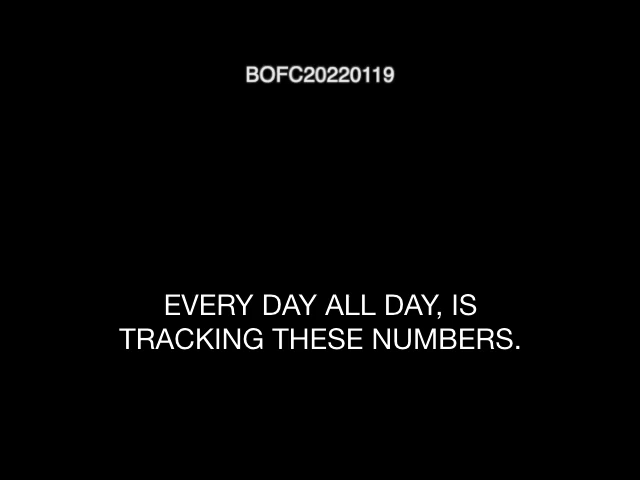 BOFC20220119
EVERY DAY ALL DAY, IS
TRACKING THESE NUMBERS.